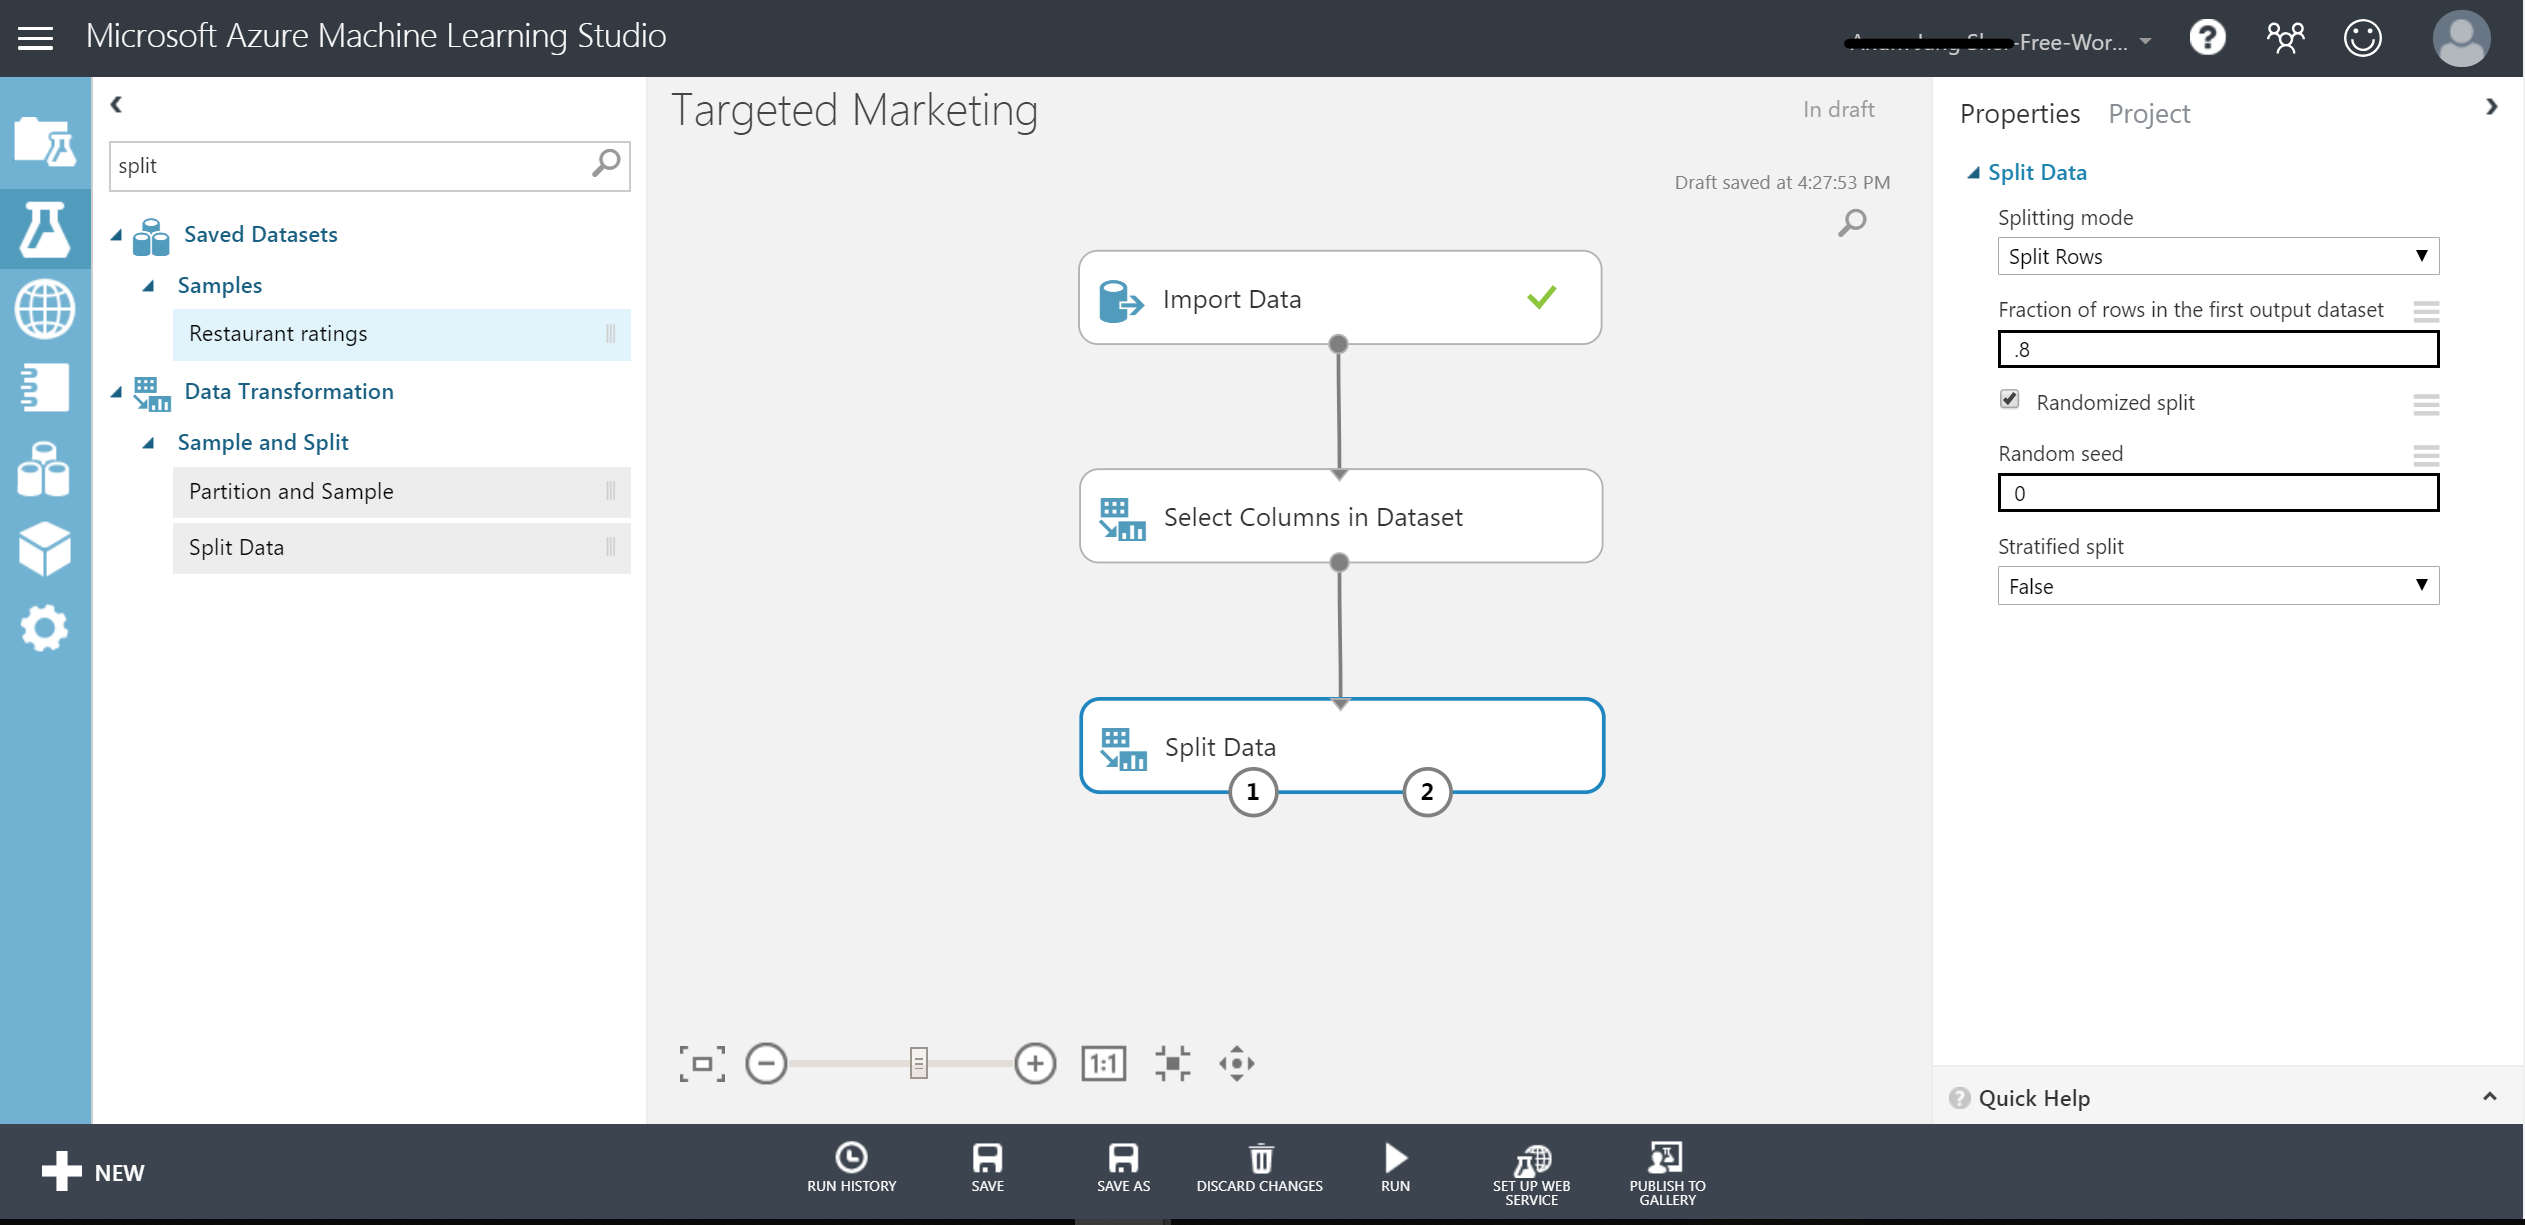 Microsoft Azure Machine Learning Studio
-Free-Wor...
split
Saved Datasets
Samples
Restaurant ratings
Data Transformation
Sample and Split
Partition and Sample
Split Data
Targeted Marketing
In draft
Draft saved at 4:27:53 PM
Import Data
Select Columns in Dataset
Split Data
1
2
1:1
Properties
Project
Split Data
Splitting mode
Split Rows
Fraction of rows in the first output dataset
.8
Randomized split
Random seed
0
Stratified split
False
Quick Help
NEW
RUN HISTORY
SAVE
SAVE AS
DISCARD CHANGES
RUN
SET UP WEB
SERVICE
PUBLISH TO
GALLERY